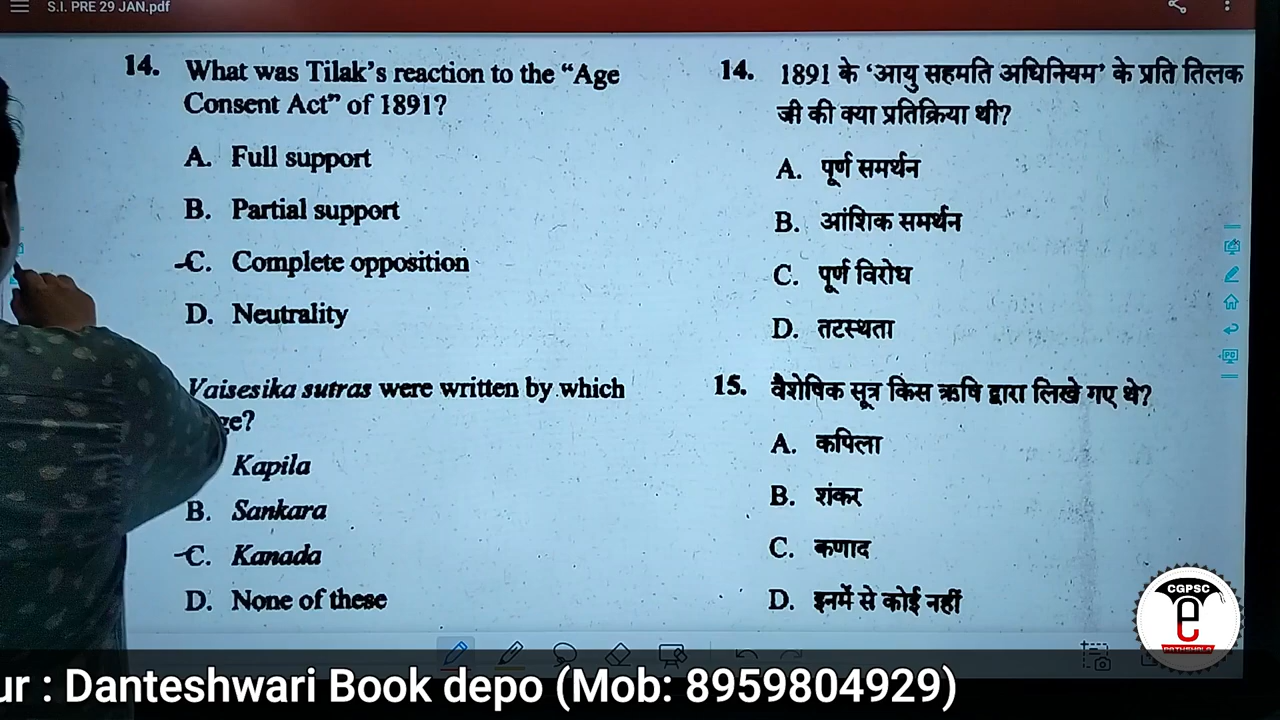 S.I. PRE 29 JAN.pdf
14. What was Tilak's reaction to the "Age
Consent Act" of 1891?
A. Full support
B. Partial support
C. Complete opposition
D. Neutrality
Vaisesika sutras were written by which
ge?
Kapila
B. Sankara
C. Kanada
D. None of these
14. 1891 के ‘आयु सहमति अधिनियम’ के प्रति तिलक
जी की क्या प्रतिक्रिया थी?
A. पूर्ण समर्थन
B. आंशिक समर्थन
C. पूर्ण विरोध
D. तटस्थता
15. वैशेषिक सूत्र किस ऋषि द्वारा लिखे गए थे?
A. कपिला
B. शंकर
C. कणाद
D. इनमें से कोई नहीं
CGPSC
e
PATHSHALA
ur : Danteshwari Book depo (Mob: 8959804929)